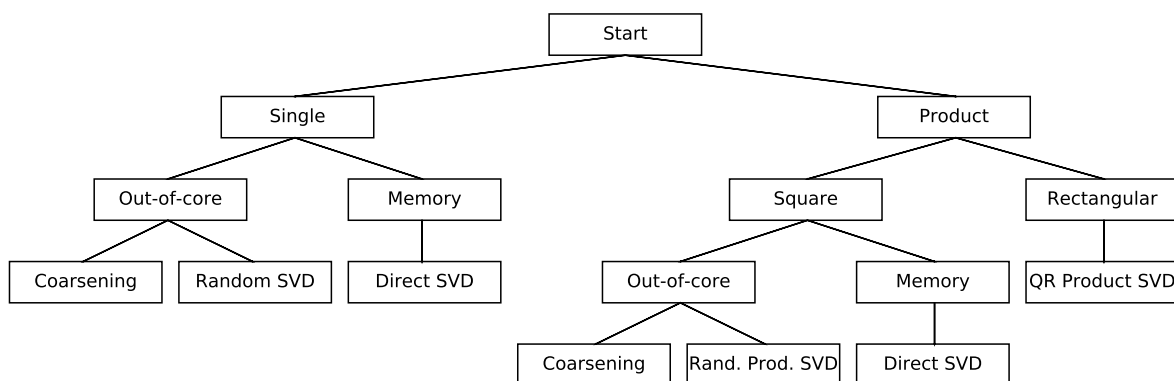 Start
Single
Product
Out-of-core
Memory
Square
Rectangular
Coarsening
Random SVD
Direct SVD
Out-of-core
Memory
QR Product SVD
Coarsening
Rand. Prod. SVD
Direct SVD